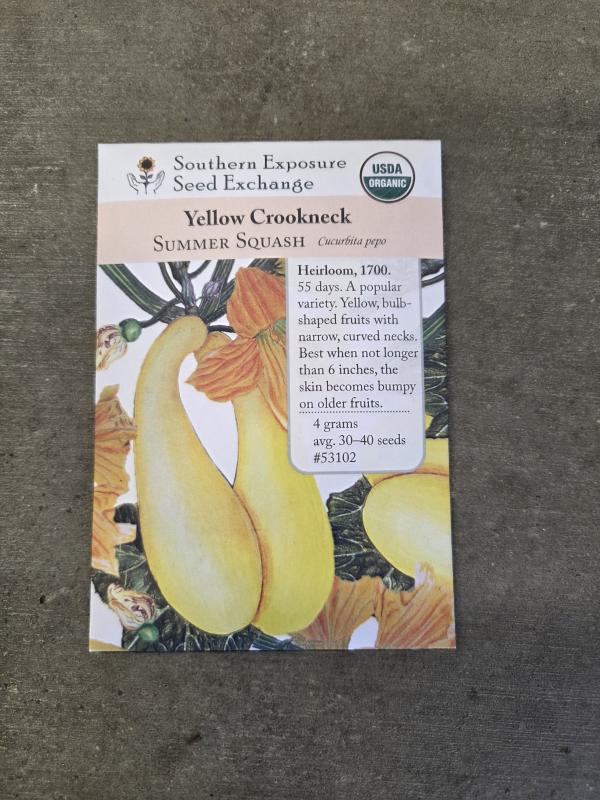 Southern Exposure
Seed Exchange
USDA
ORGANIC
Yellow Crookneck
SUMMER SQUASH Cucurbita pepo
Heirloom, 1700.
55 days. A popular
variety. Yellow, bulb-
shaped fruits with
narrow, curved necks.
Best when not longer
than 6 inches, the
skin becomes bumpy
on older fruits.
4 grams
avg. 30–40 seeds
#53102